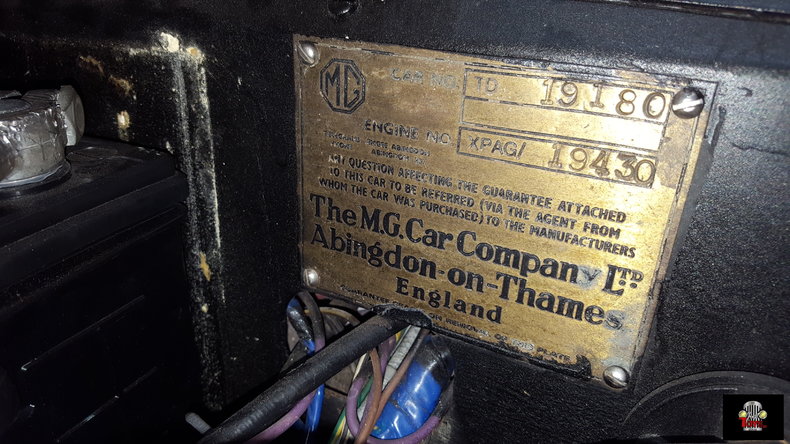 MG
CAR NO. TD 19180
ENGINE NO. XPAG/ 19430
ANY QUESTION AFFECTING THE GUARANTEE ATTACHED
TO THIS CAR TO BE REFERRED (VIA THE AGENT FROM
WHOM THE CAR WAS PURCHASED) TO THE MANUFACTURERS
The M.G. Car Company LTD
Abingdon-on-Thames
England